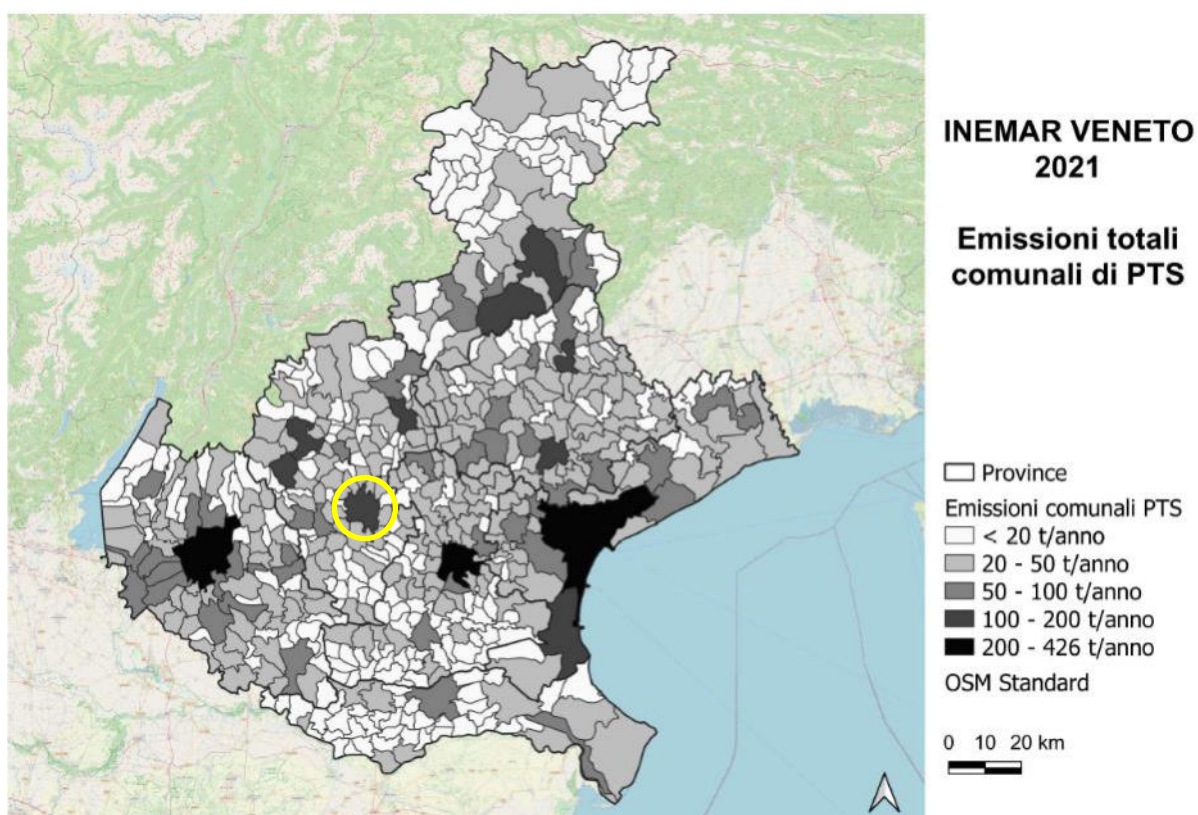 INEMAR VENETO
2021
Emissioni totali
comunali di PTS
Province
Emissioni comunali PTS
< 20 t/anno
20 - 50 t/anno
50 - 100 t/anno
100 - 200 t/anno
200 - 426 t/anno
OSM Standard
0 10 20 km